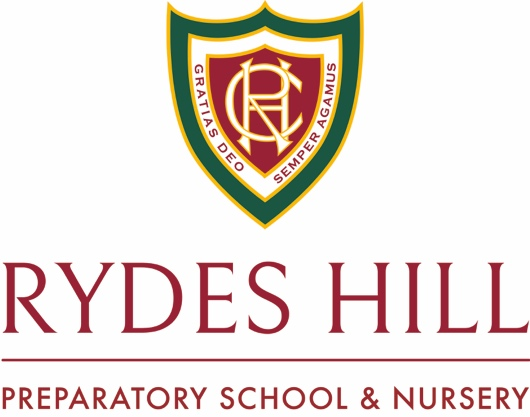 GRATIAS DEO SEMPER AGAMUS
RHC
RYDES HILL
PREPARATORY SCHOOL & NURSERY